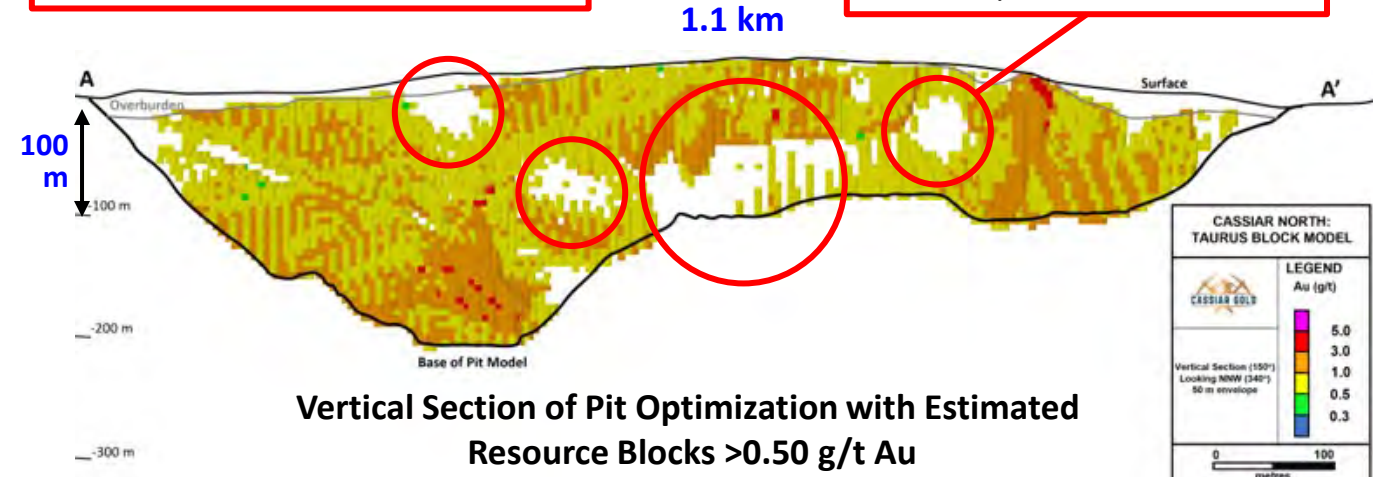 1.1 km
A
Overburden
Surface
A'
100
m
-100 m
-200 m
Base of Pit Model
-300 m
Vertical Section of Pit Optimization with Estimated
Resource Blocks >0.50 g/t Au
CASSIAR NORTH:
TAURUS BLOCK MODEL
CASSIAR GOLD
LEGEND
Au (g/t)
5.0
3.0
1.0
0.5
0.3
Vertical Section (150°)
Looking NNW (340°)
50 m envelope
0 100
metres